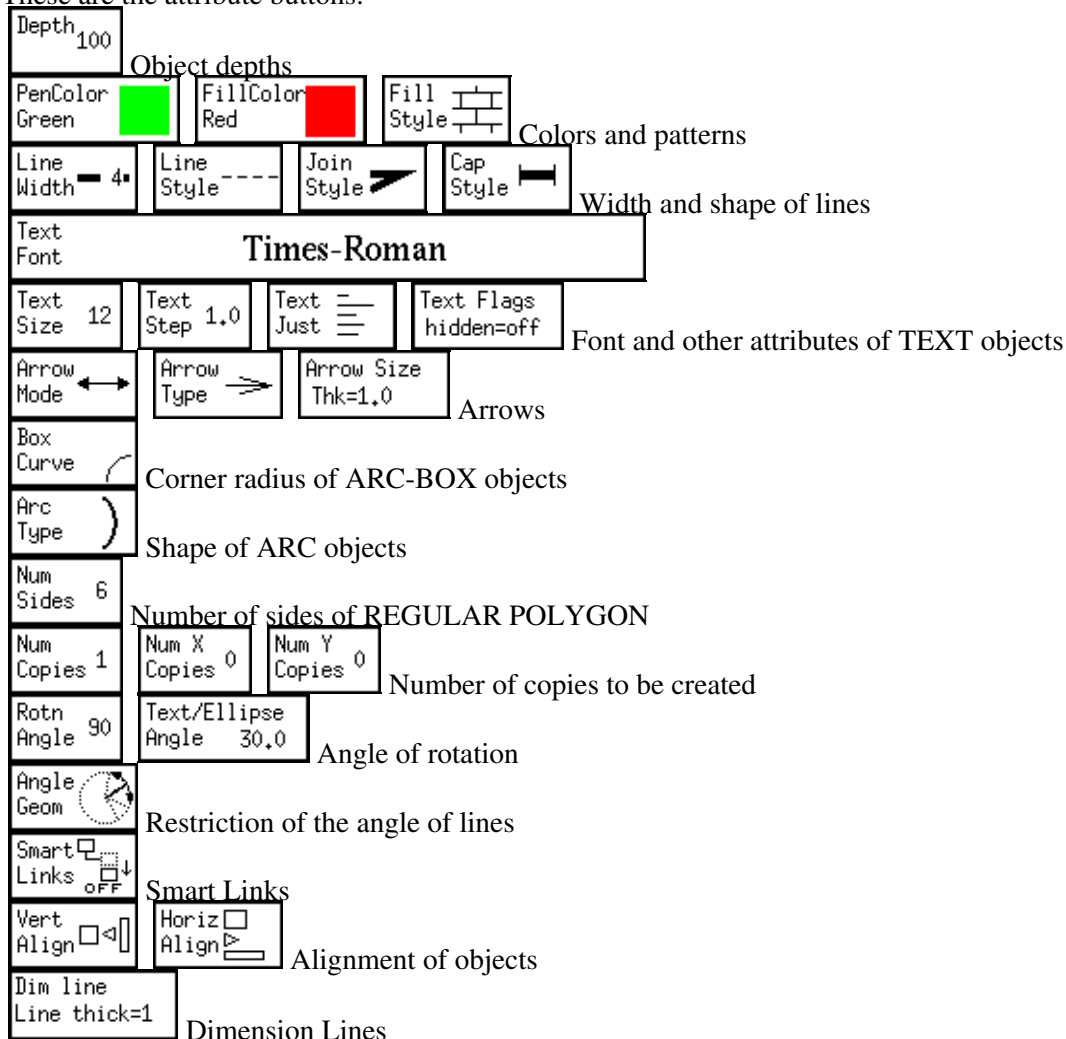 These are the attribute buttons:
Depth 100 Object depths
PenColor Green FillColor Red Fill Style Colors and patterns
Line Width 4 Line Style Join Style Cap Style Width and shape of lines
Text Font Times-Roman
Text Size 12 Text Step 1.0 Text Just Text Flags hidden=off Font and other attributes of TEXT objects
Arrow Mode Arrow Type Arrow Size Thk=1.0 Arrows
Box Curve Corner radius of ARC-BOX objects
Arc Type Shape of ARC objects
Num Sides 6 Number of sides of REGULAR POLYGON
Num Copies 1 Num X Copies 0 Num Y Copies 0 Number of copies to be created
Rotn Angle 90 Text/Ellipse Angle 30.0 Angle of rotation
Angle Geom Restriction of the angle of lines
Smart Links OFF Smart Links
Vert Align Horiz Align Alignment of objects
Dim line Line thick=1 Dimension Lines